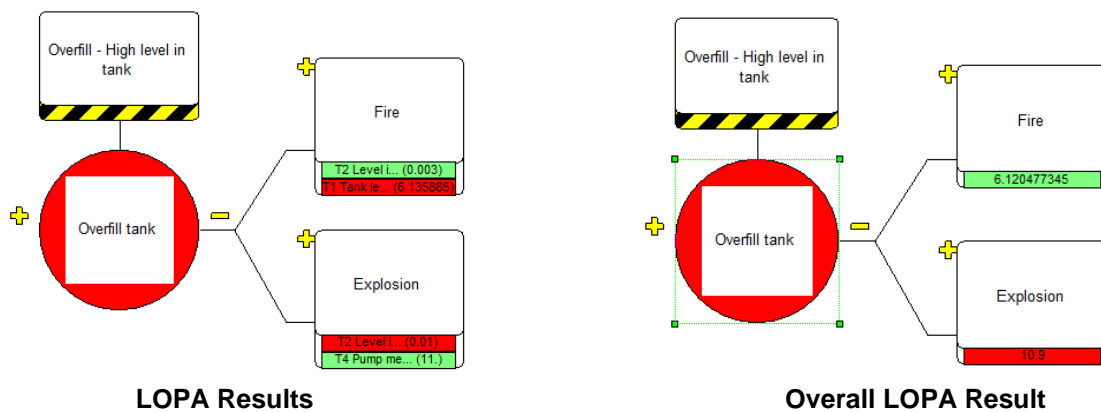 Overfill - High level in
tank
Fire
T2 Level i... (0.003)
T1 Tank le... (6.135885)
Overfill tank
Explosion
T2 Level i... (0.01)
T4 Pump me... (11.)
LOPA Results
Overfill - High level in
tank
Fire
6.120477345
Overfill tank
Explosion
10.9
Overall LOPA Result